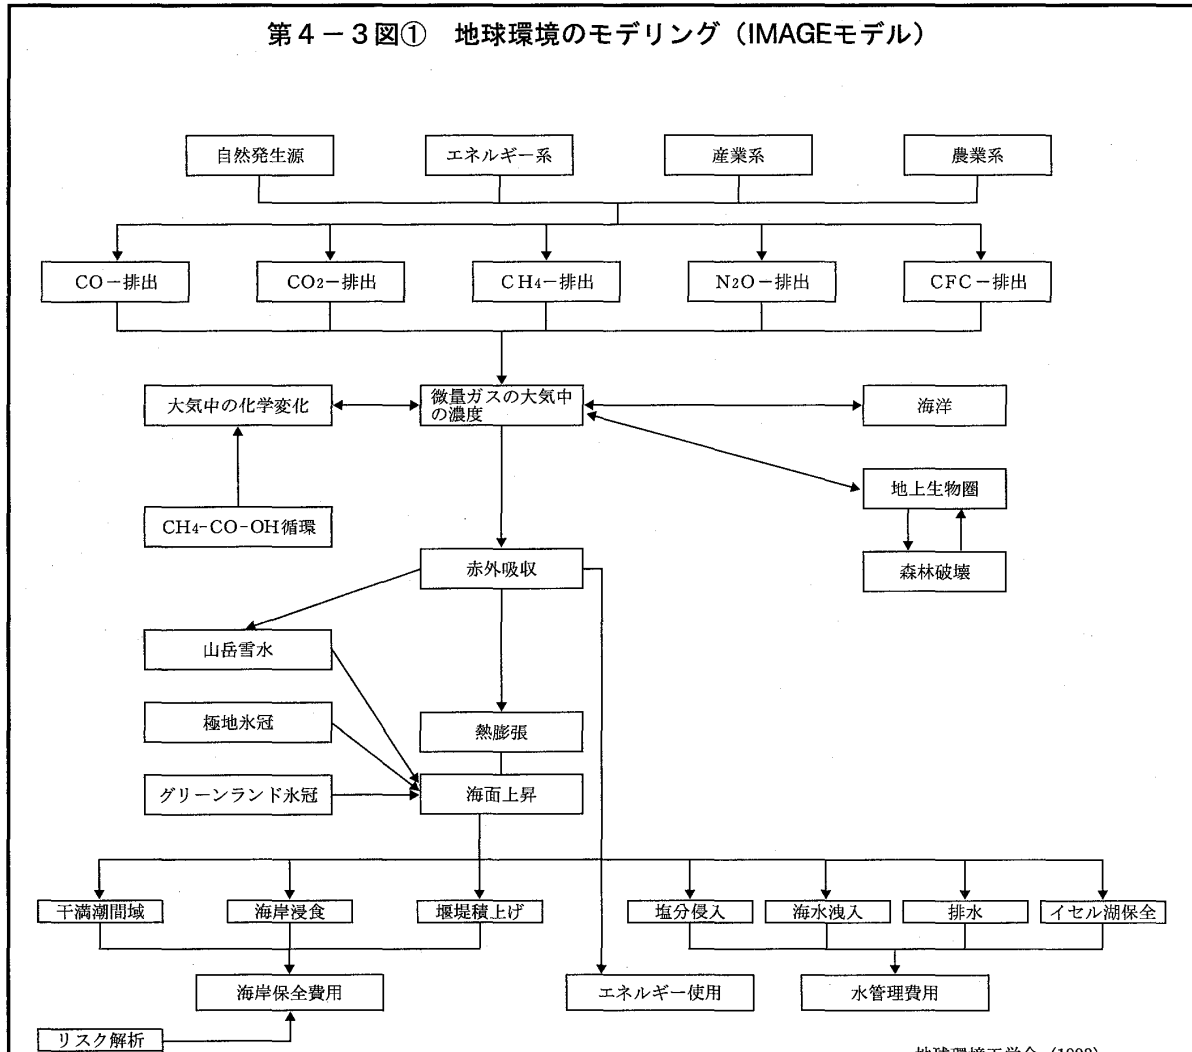 第4－3図① 地球環境のモデリング（IMAGEモデル）
自然発生源
エネルギー系
産業系
農業系
CO－排出
CO2－排出
CH4－排出
N2O－排出
CFC－排出
大気中の化学変化
微量ガスの大気中
の濃度
海洋
地上生物圏
CH4-CO-OH循環
赤外吸収
森林破壊
山岳雪水
極地氷冠
熱膨張
グリーンランド氷冠
海面上昇
干満潮間域
海岸浸食
堰堤積上げ
塩分侵入
海水洩入
排水
イセル湖保全
海岸保全費用
エネルギー使用
水管理費用
リスク解析